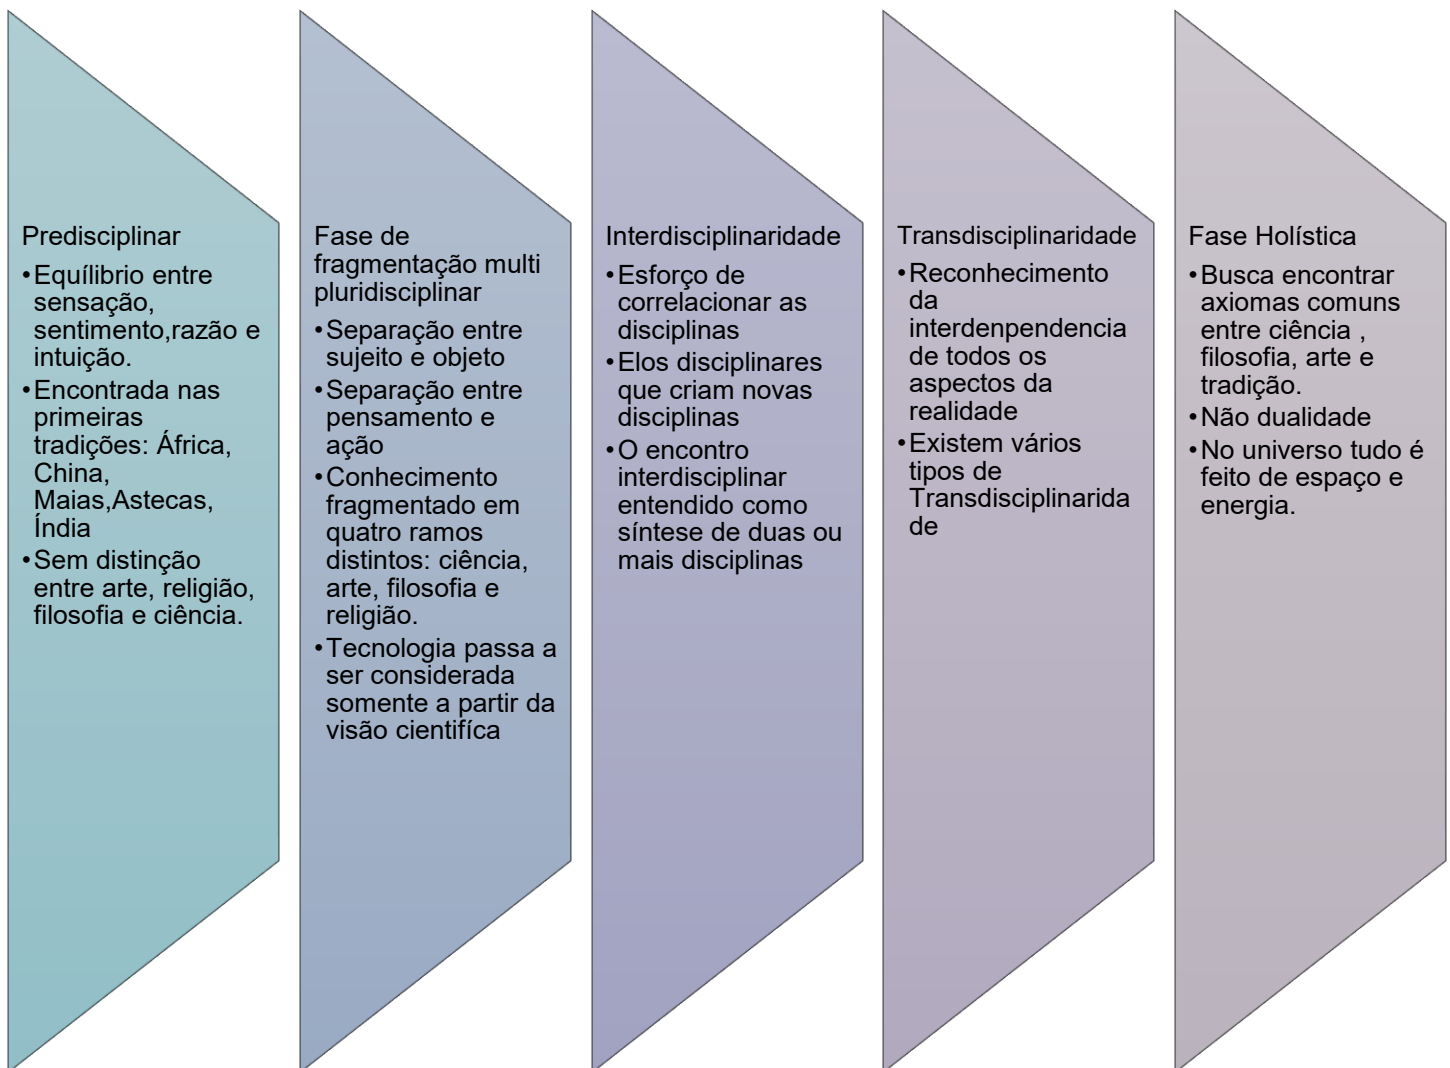 Predisciplinar
•Equílibrio entre
sensação,
sentimento,razão e
intuição.
•Encontrada nas
primeiras
tradições: África,
China,
Maias,Astecas,
Índia
•Sem distinção
entre arte, religião,
filosofia e ciência.
Fase de
fragmentação multi
pluridisciplinar
•Separação entre
sujeito e objeto
•Separação entre
pensamento e
ação
•Conhecimento
fragmentado em
quatro ramos
distintos: ciência,
arte, filosofia e
religião.
•Tecnologia passa a
ser considerada
somente a partir da
visão cientifíca
Interdisciplinaridade
•Esforço de
correlacionar as
disciplinas
•Elos disciplinares
que criam novas
disciplinas
•O encontro
interdisciplinar
entendido como
síntese de duas ou
mais disciplinas
Transdisciplinaridade
•Reconhecimento
da
interdenpendencia
de todos os
aspectos da
realidade
•Existem vários
tipos de
Transdisciplinarida
de
Fase Holística
•Busca encontrar
axiomas comuns
entre ciência ,
filosofia, arte e
tradição.
•Não dualidade
•No universo tudo é
feito de espaço e
energia.